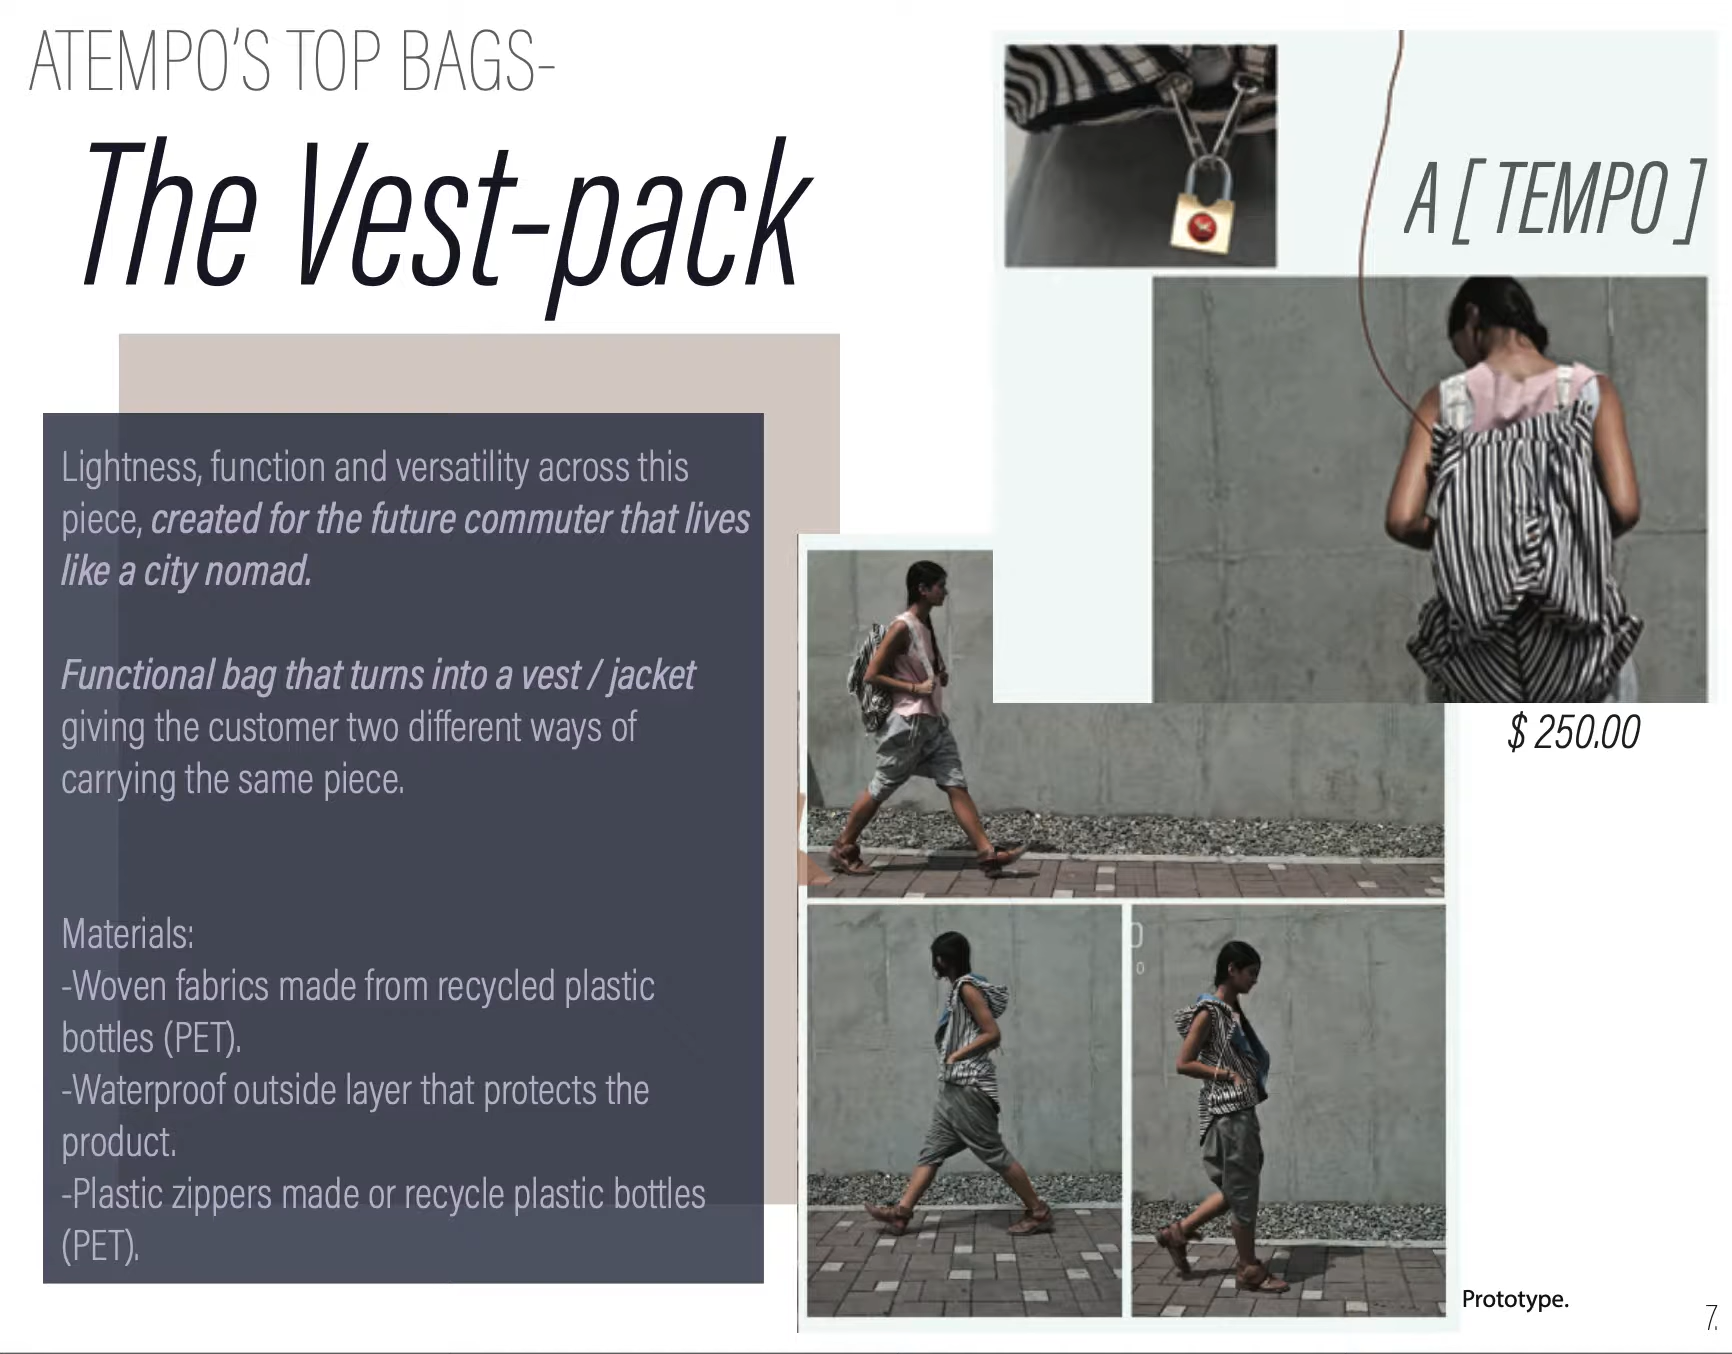 ATEMPO'S TOP BAGS-
The Vest-pack
A [ TEMPO ]
Lightness, function and versatility across this
piece, created for the future commuter that lives
like a city nomad.
Functional bag that turns into a vest / jacket
giving the customer two different ways of
carrying the same piece.
Materials:
-Woven fabrics made from recycled plastic
bottles (PET).
-Waterproof outside layer that protects the
product.
-Plastic zippers made or recycle plastic bottles
(PET).
$ 250.00
Prototype.
7.